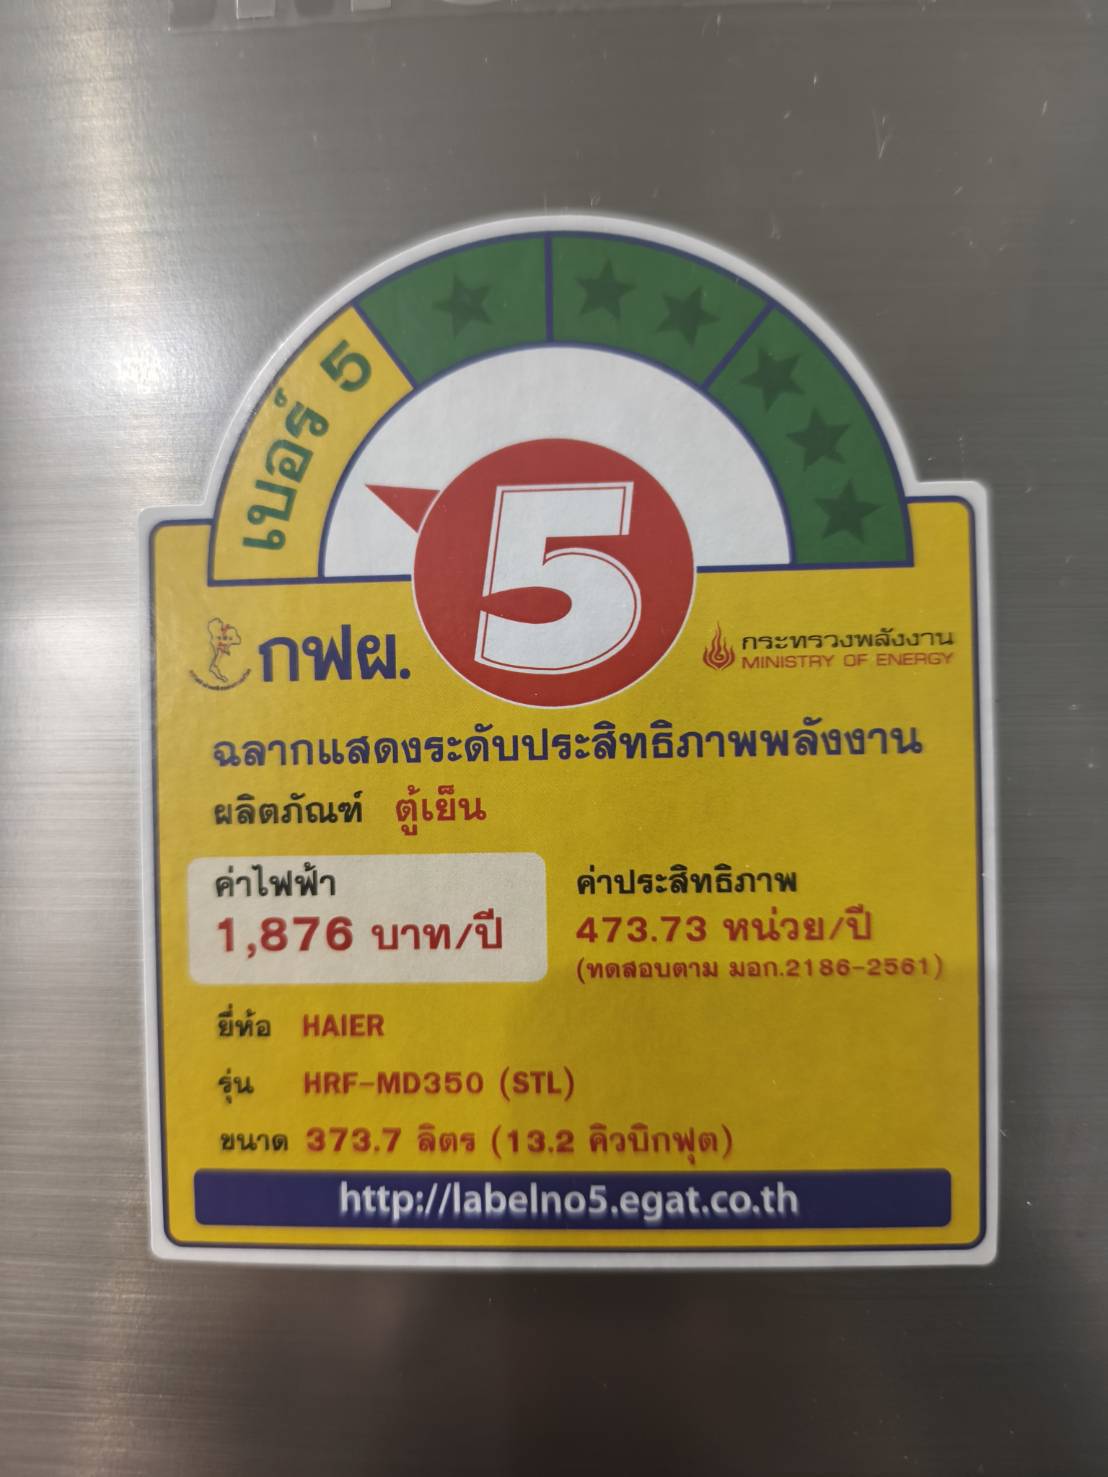 เบอร์ 5
5
กฟผ.
กระทรวงพลังงาน
MINISTRY OF ENERGY
ฉลากแสดงระดับประสิทธิภาพพลังงาน
ผลิตภัณฑ์ ตู้เย็น
ค่าไฟฟ้า
1,876 บาท/ปี
ค่าประสิทธิภาพ
473.73 หน่วย/ปี
(ทดสอบตาม มอก.2186-2561)
ยี่ห้อ HAIER
รุ่น HRF-MD350 (STL)
ขนาด 373.7 ลิตร (13.2 คิวบิกฟุต)
http://labelno5.egat.co.th